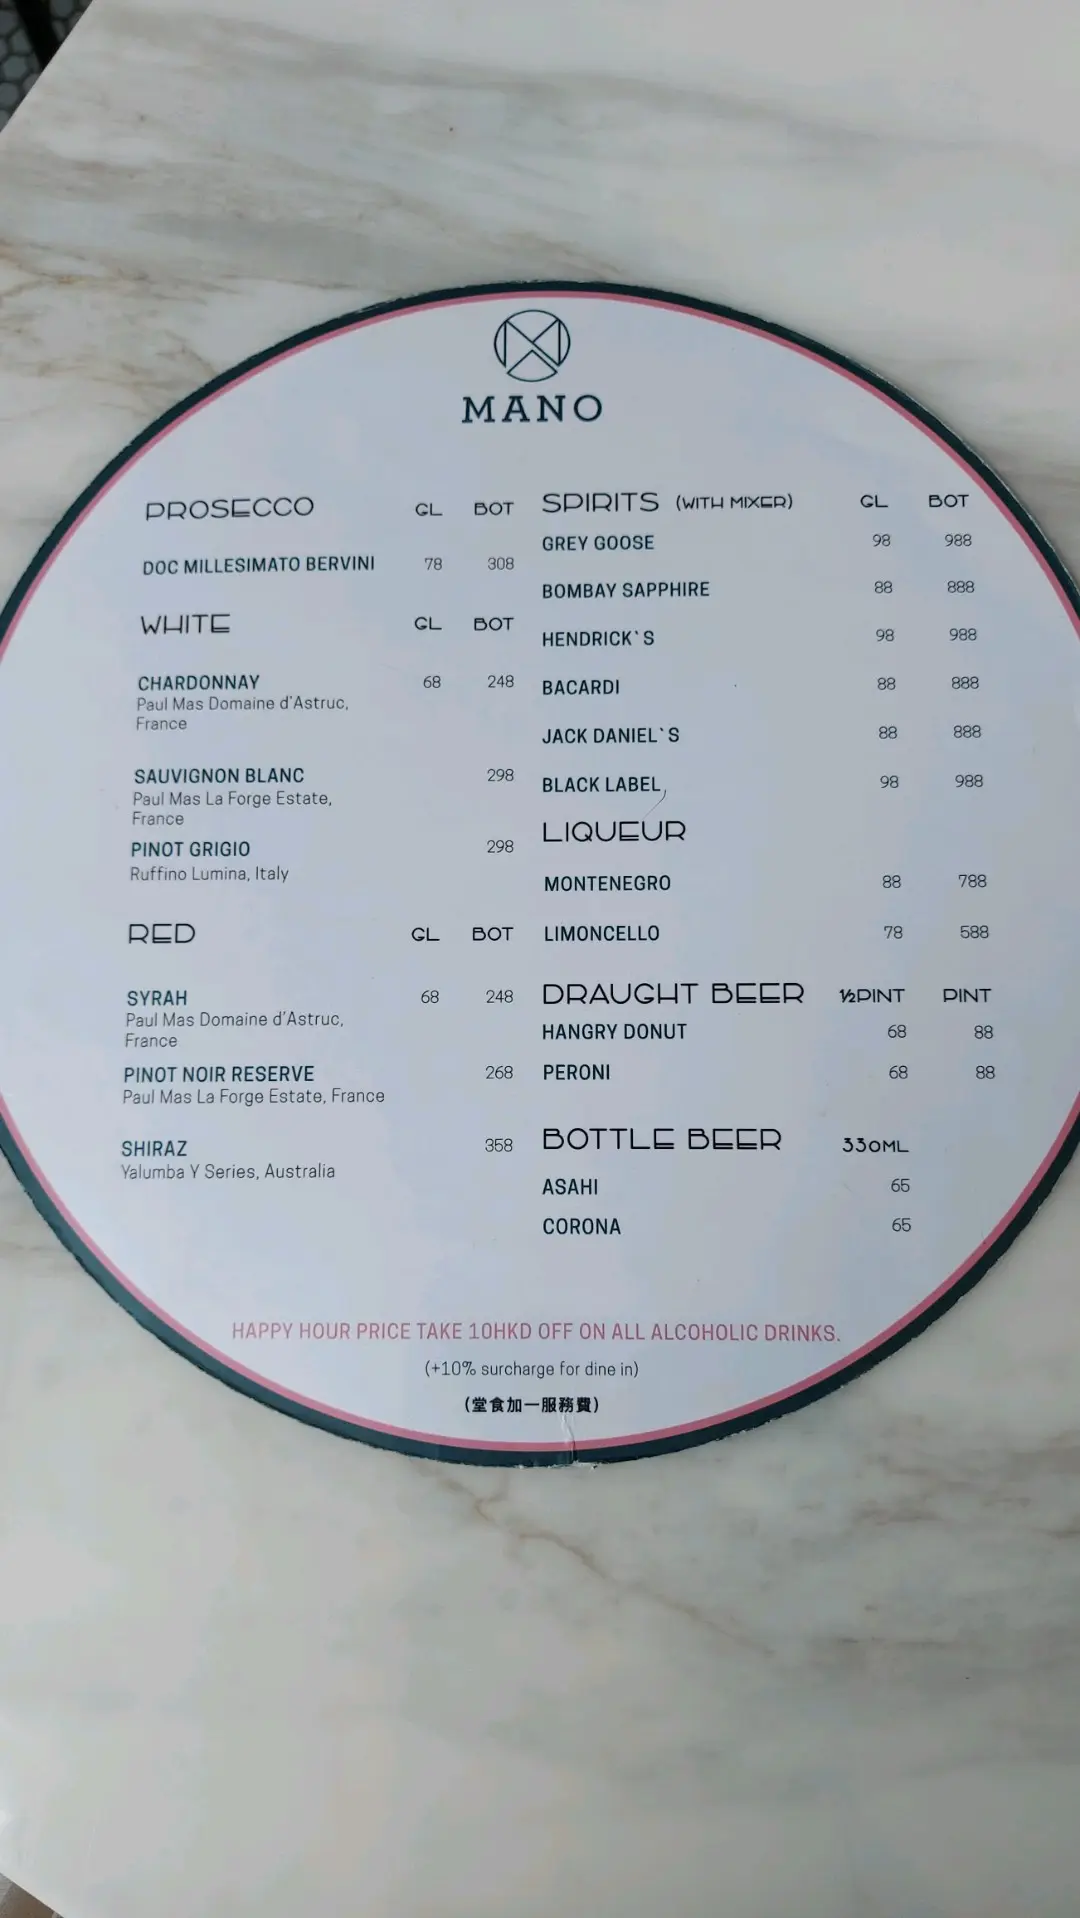 MANO
PROSECCO GL BOT
DOC MILLESIMATO BERVINI 78 308
WHITE GL BOT
CHARDONNAY 68 248
Paul Mas Domaine d'Astruc,
France
SAUVIGNON BLANC 298
Paul Mas La Forge Estate,
France
PINOT GRIGIO 298
Ruffino Lumina, Italy
RED GL BOT
SYRAH 68 248
Paul Mas Domaine d'Astruc,
France
PINOT NOIR RESERVE 268
Paul Mas La Forge Estate, France
SHIRAZ 358
Yalumba Y Series, Australia
SPIRITS (WITH MIXER) GL BOT
GREY GOOSE 98 988
BOMBAY SAPPHIRE 88 888
HENDRICK`S 98 988
BACARDI 88 888
JACK DANIEL`S 88 888
BLACK LABEL 98 988
LIQUEUR
MONTENEGRO 88 788
LIMONCELLO 78 588
DRAUGHT BEER ½PINT PINT
HANGRY DONUT 68 88
PERONI 68 88
BOTTLE BEER 330ML
ASAHI 65
CORONA 65
HAPPY HOUR PRICE TAKE 10HKD OFF ON ALL ALCOHOLIC DRINKS.
(+10% surcharge for dine in)
(堂食加一服務費)